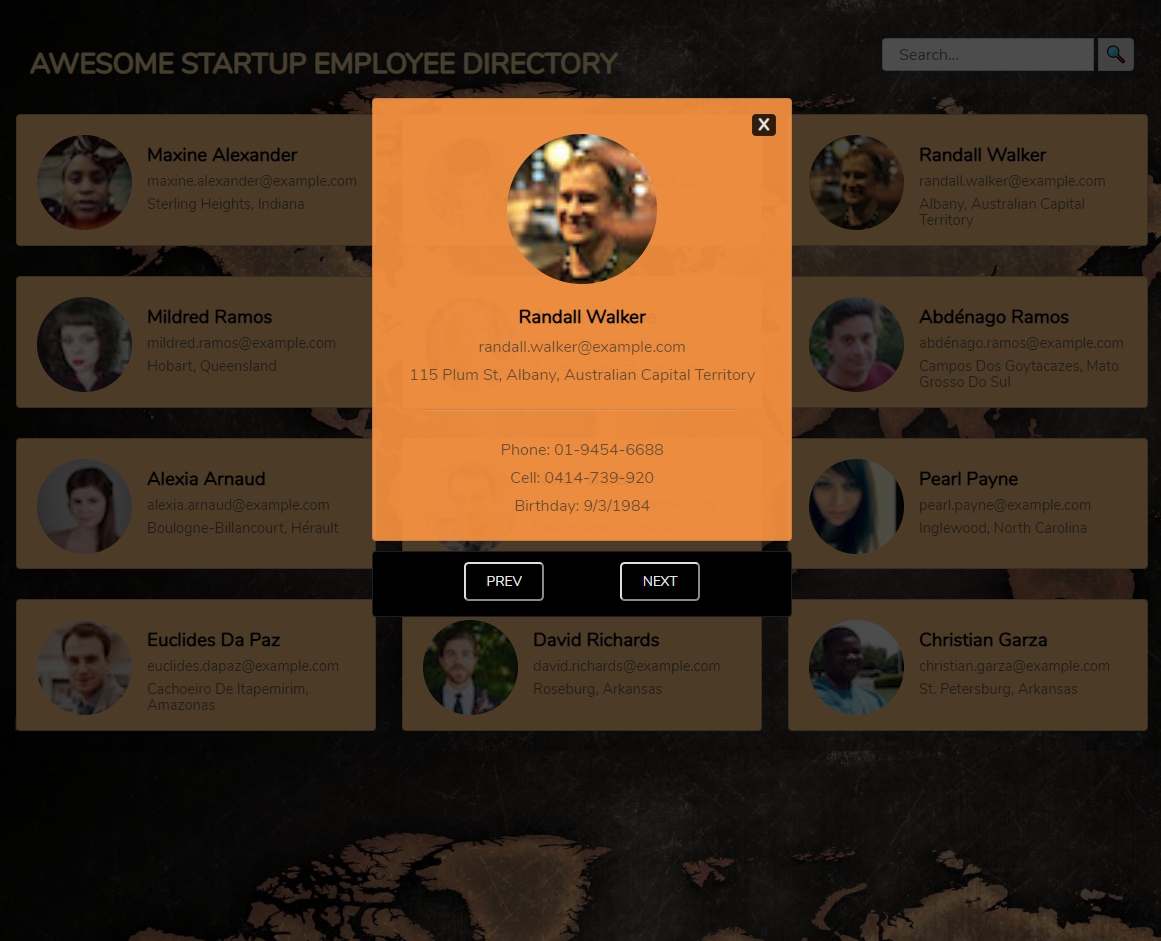 AWESOME STARTUP EMPLOYEE DIRECTORY
Search...
Maxine Alexander
maxine.alexander@example.com
Sterling Heights, Indiana
X
Randall Walker
randall.walker@example.com
115 Plum St, Albany, Australian Capital Territory
Phone: 01-9454-6688
Cell: 0414-739-920
Birthday: 9/3/1984
PREV
NEXT
Randall Walker
randall.walker@example.com
Albany, Australian Capital
Territory
Mildred Ramos
mildred.ramos@example.com
Hobart, Queensland
Abdénago Ramos
abdénago.ramos@example.com
Campos Dos Goytacazes, Mato
Grosso Do Sul
Alexia Arnaud
alexia.arnaud@example.com
Boulogne-Billancourt, Hérault
Pearl Payne
pearl.payne@example.com
Inglewood, North Carolina
Euclides Da Paz
euclides.dapaz@example.com
Cachoeiro De Itapemirim,
Amazonas
David Richards
david.richards@example.com
Roseburg, Arkansas
Christian Garza
christian.garza@example.com
St. Petersburg, Arkansas